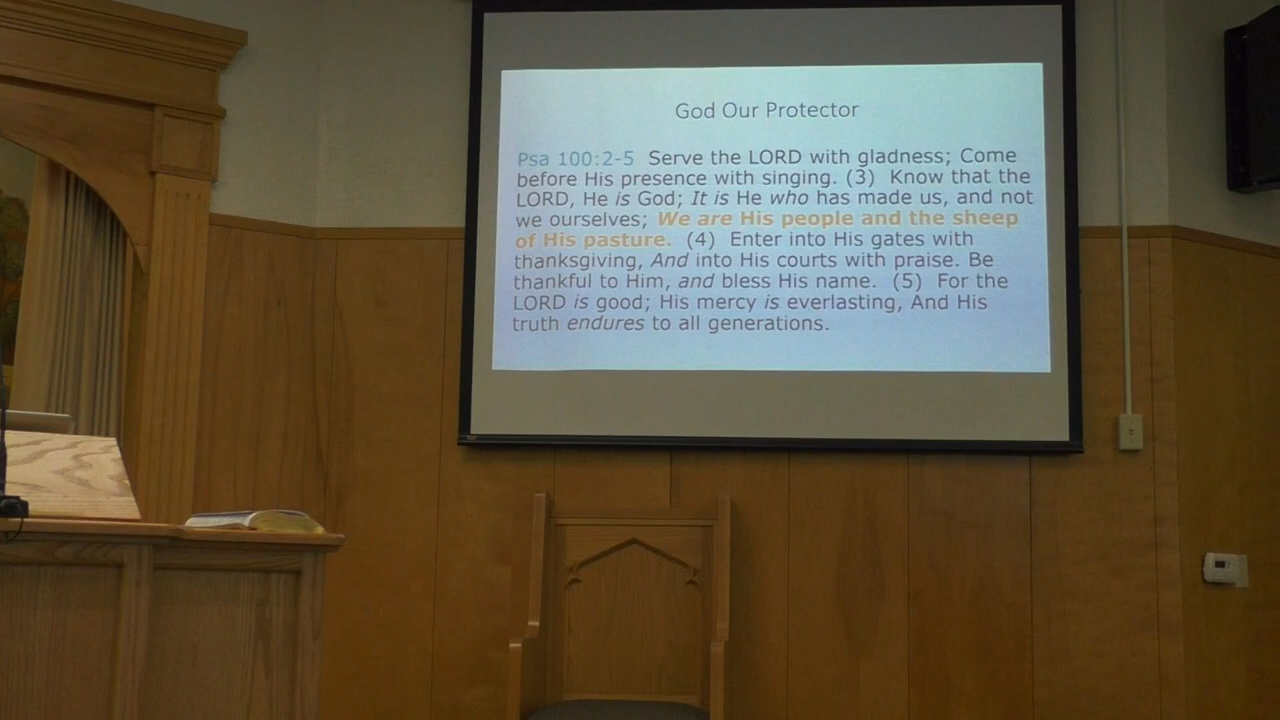 God Our Protector
Psa 100:2-5 Serve the LORD with gladness; Come
before His presence with singing. (3) Know that the
LORD, He is God; It is He who has made us, and not
we ourselves; We are His people and the sheep
of His pasture. (4) Enter into His gates with
thanksgiving, And into His courts with praise. Be
thankful to Him, and bless His name. (5) For the
LORD is good; His mercy is everlasting, And His
truth endures to all generations.